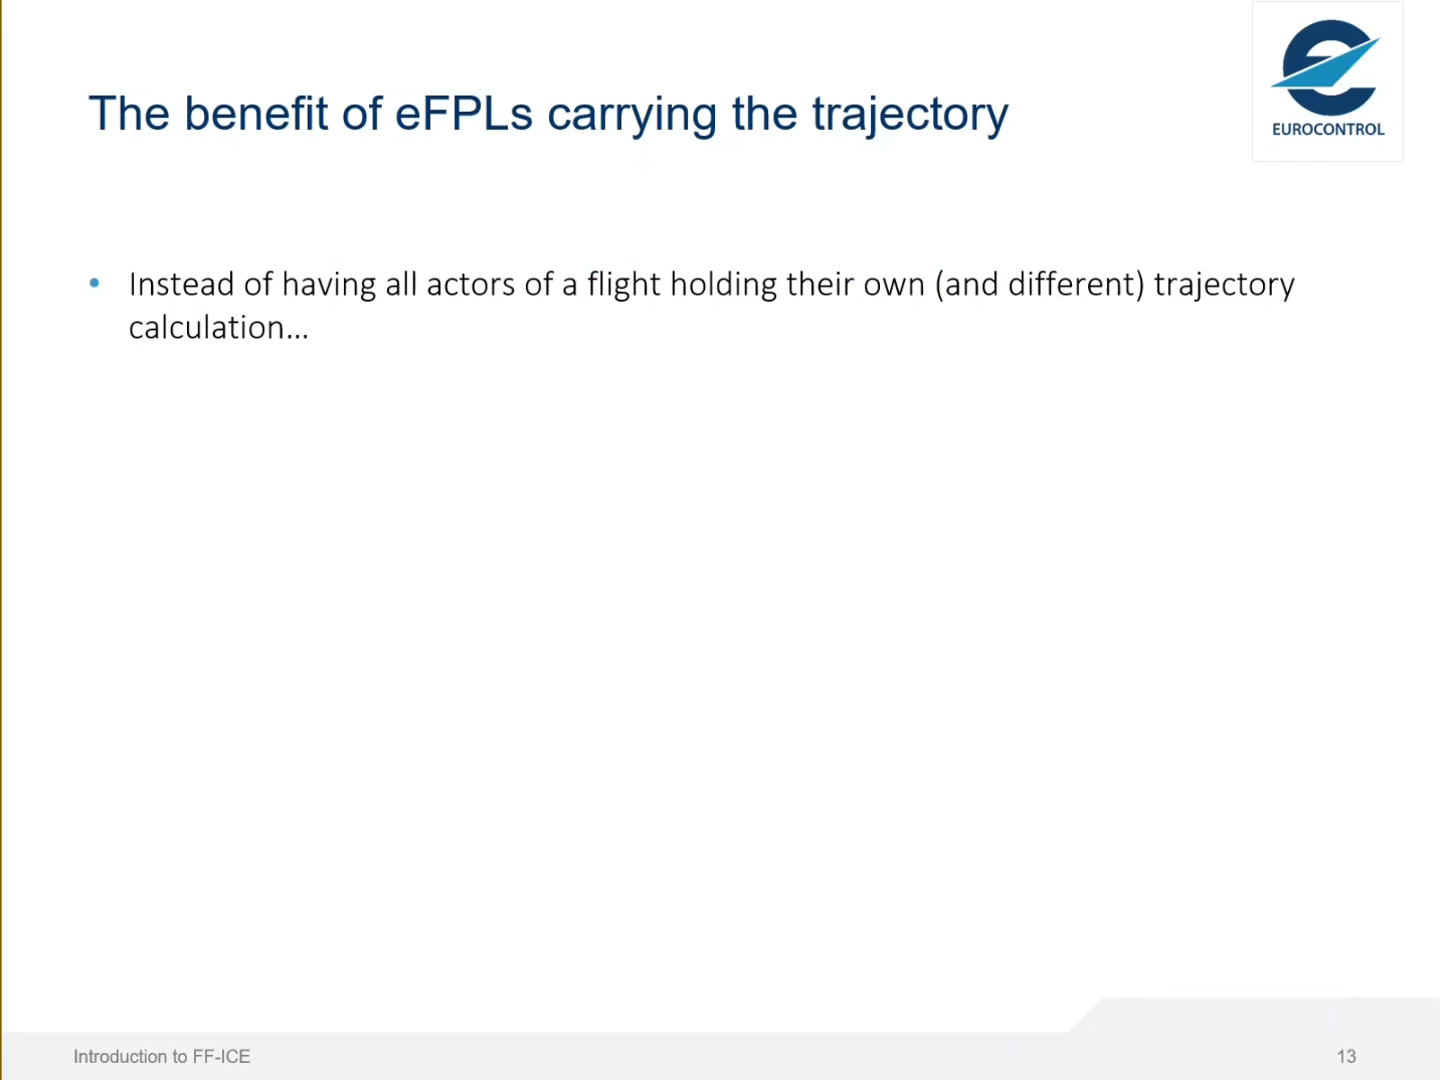 The benefit of eFPLs carrying the trajectory
EUROCONTROL
• Instead of having all actors of a flight holding their own (and different) trajectory
calculation...
Introduction to FF-ICE
13